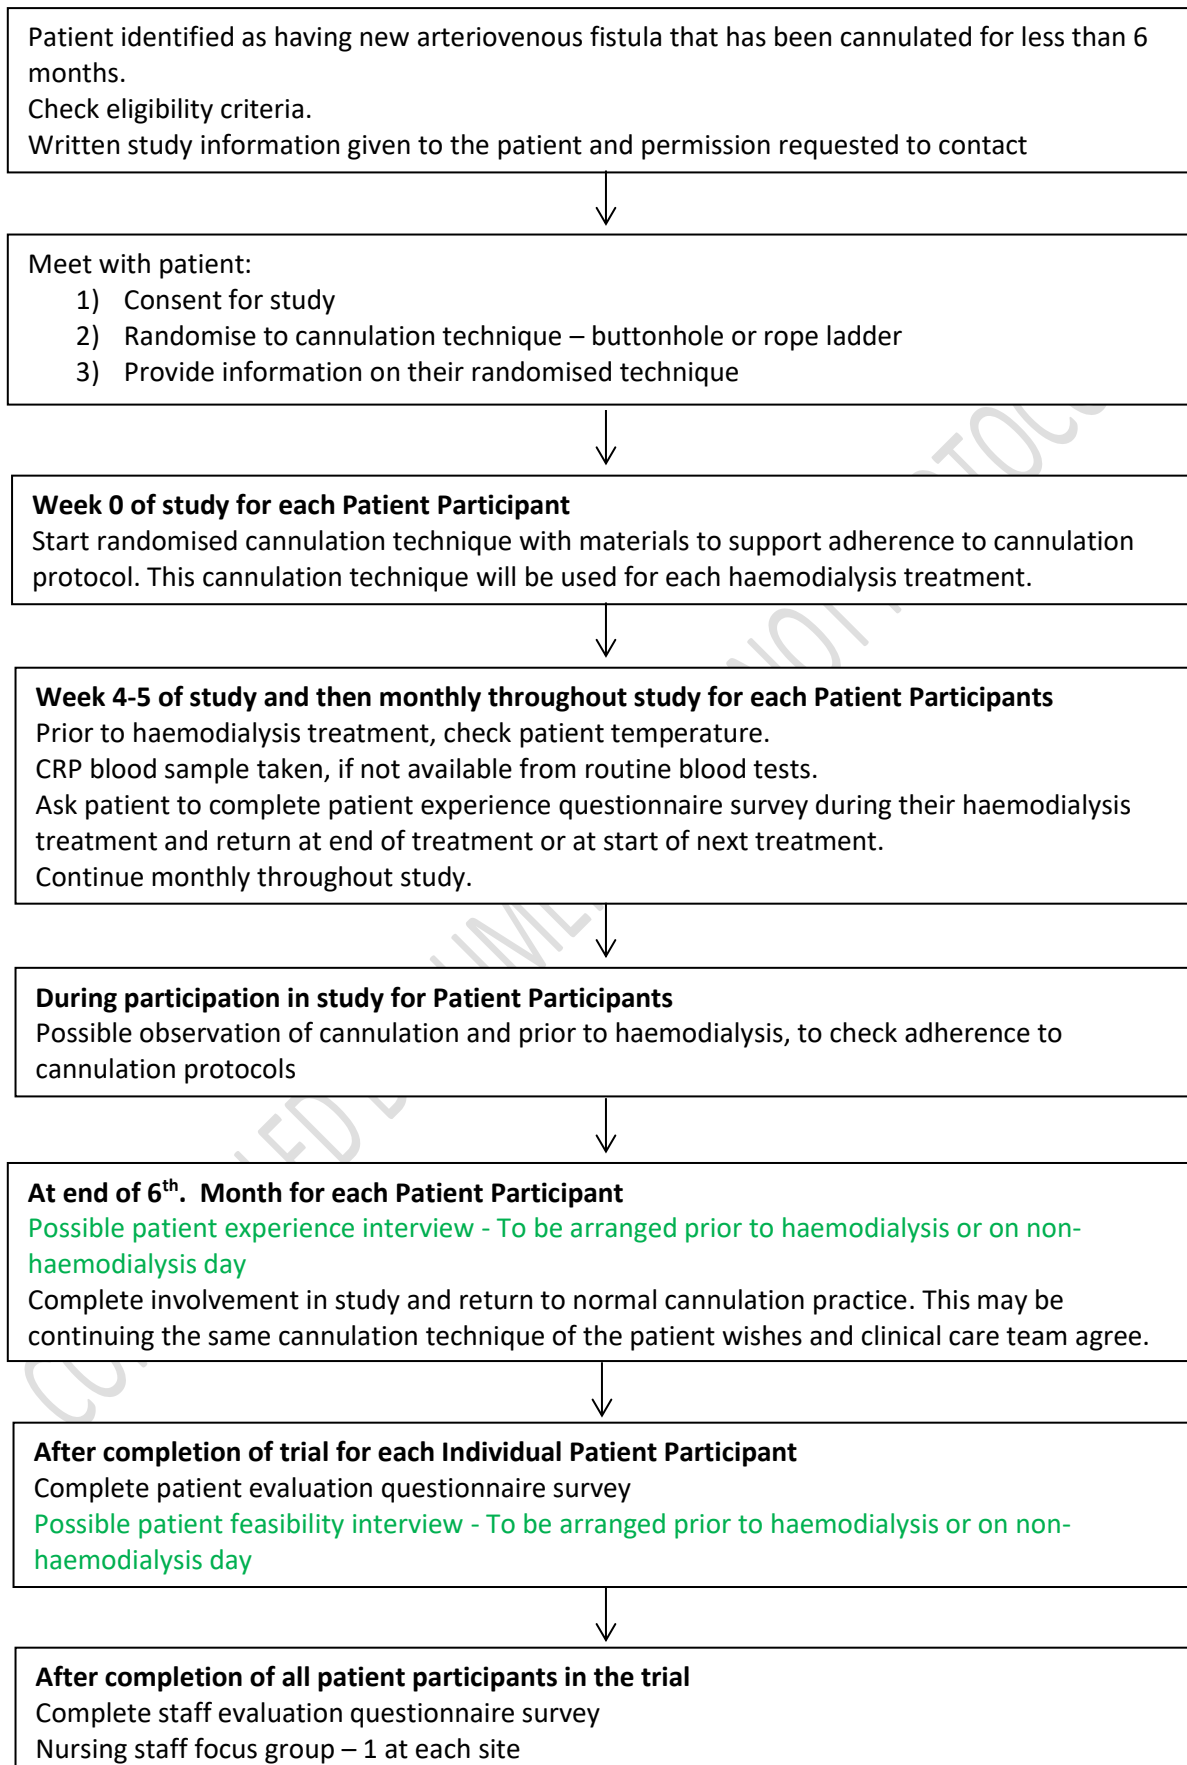 Patient identified as having new arteriovenous fistula that has been cannulated for less than 6
months.
Check eligibility criteria.
Written study information given to the patient and permission requested to contact
Meet with patient:
1) Consent for study
2) Randomise to cannulation technique – buttonhole or rope ladder
3) Provide information on their randomised technique
Week 0 of study for each Patient Participant
Start randomised cannulation technique with materials to support adherence to cannulation
protocol. This cannulation technique will be used for each haemodialysis treatment.
Week 4-5 of study and then monthly throughout study for each Patient Participants
Prior to haemodialysis treatment, check patient temperature.
CRP blood sample taken, if not available from routine blood tests.
Ask patient to complete patient experience questionnaire survey during their haemodialysis
treatment and return at end of treatment or at start of next treatment.
Continue monthly throughout study.
During participation in study for Patient Participants
Possible observation of cannulation and prior to haemodialysis, to check adherence to
cannulation protocols
At end of 6th. Month for each Patient Participant
Possible patient experience interview - To be arranged prior to haemodialysis or on non-
haemodialysis day
Complete involvement in study and return to normal cannulation practice. This may be
continuing the same cannulation technique of the patient wishes and clinical care team agree.
After completion of trial for each Individual Patient Participant
Complete patient evaluation questionnaire survey
Possible patient feasibility interview - To be arranged prior to haemodialysis or on non-
haemodialysis day
After completion of all patient participants in the trial
Complete staff evaluation questionnaire survey
Nursing staff focus group – 1 at each site